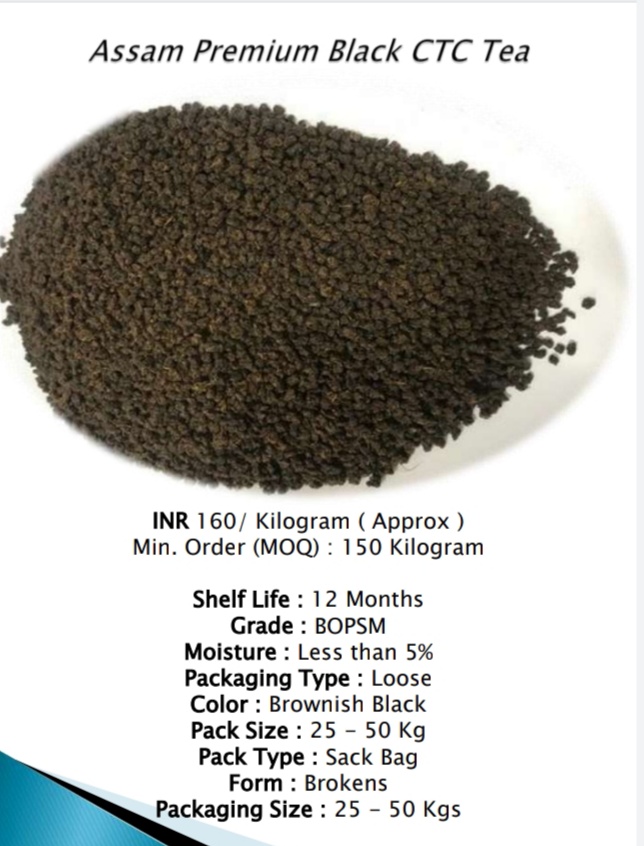 Assam Premium Black CTC Tea
INR 160/ Kilogram ( Approx )
Min. Order (MOQ) : 150 Kilogram
Shelf Life : 12 Months
Grade : BOPSM
Moisture : Less than 5%
Packaging Type : Loose
Color : Brownish Black
Pack Size : 25 – 50 Kg
Pack Type : Sack Bag
Form : Brokens
Packaging Size : 25 – 50 Kgs